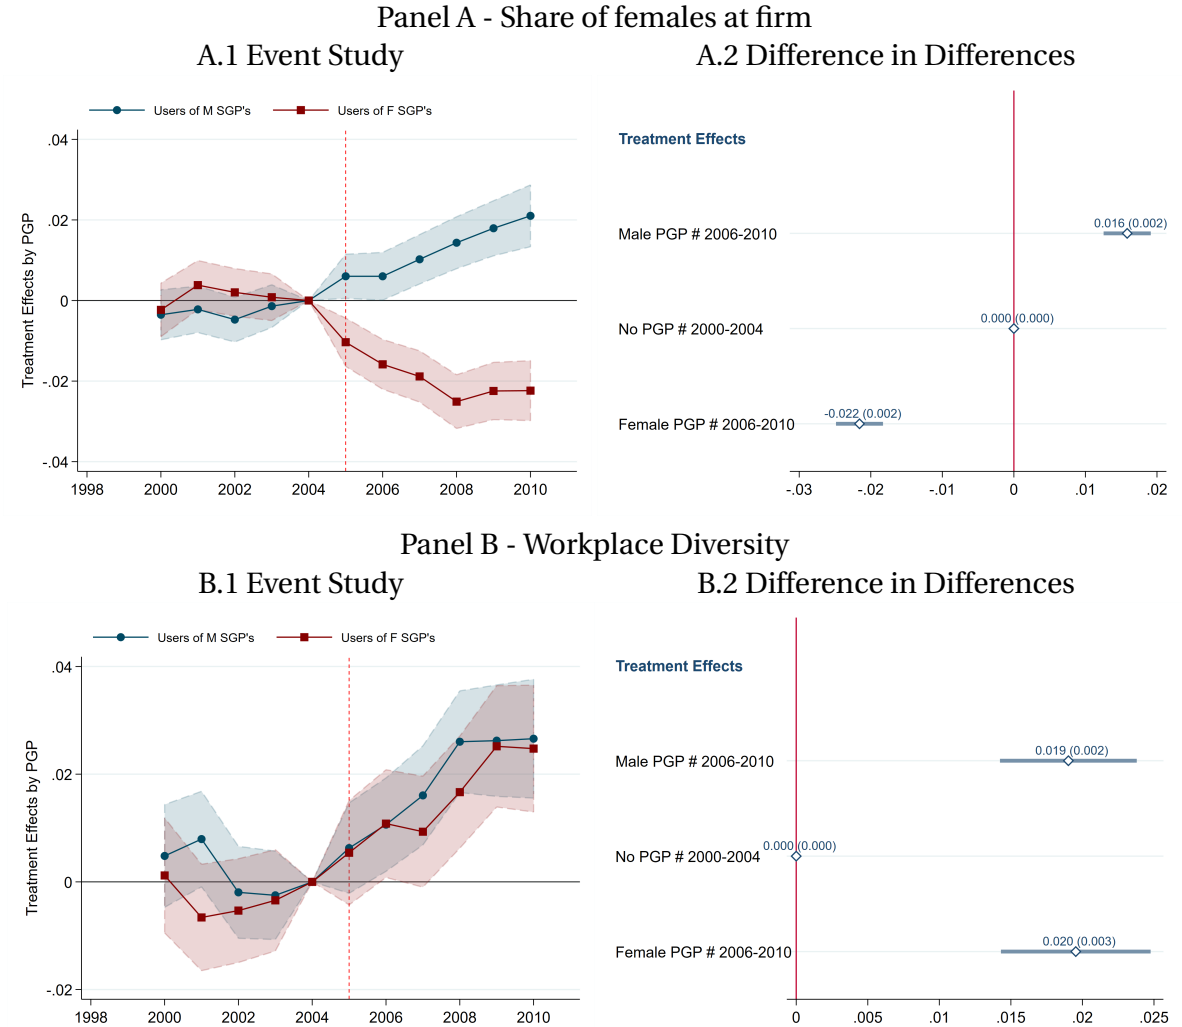 Panel A - Share of females at firm
A.1 Event Study
A.2 Difference in Differences
Users of M SGP's
Users of F SGP's
Treatment Effects by PGP
.04
.02
0
-.02
-.04
1998 2000 2002 2004 2006 2008 2010
Treatment Effects
Male PGP # 2006-2010
0.016 (0.002)
No PGP # 2000-2004
0.000 (0.000)
Female PGP # 2006-2010
-0.022 (0.002)
-.03 -.02 -.01 0 .01 .02
Panel B - Workplace Diversity
B.1 Event Study
B.2 Difference in Differences
Users of M SGP's
Users of F SGP's
Treatment Effects by PGP
.04
.02
0
-.02
1998 2000 2002 2004 2006 2008 2010
Treatment Effects
Male PGP # 2006-2010
0.019 (0.002)
No PGP # 2000-2004
0.000 (0.000)
Female PGP # 2006-2010
0.020 (0.003)
0 .005 .01 .015 .02 .025